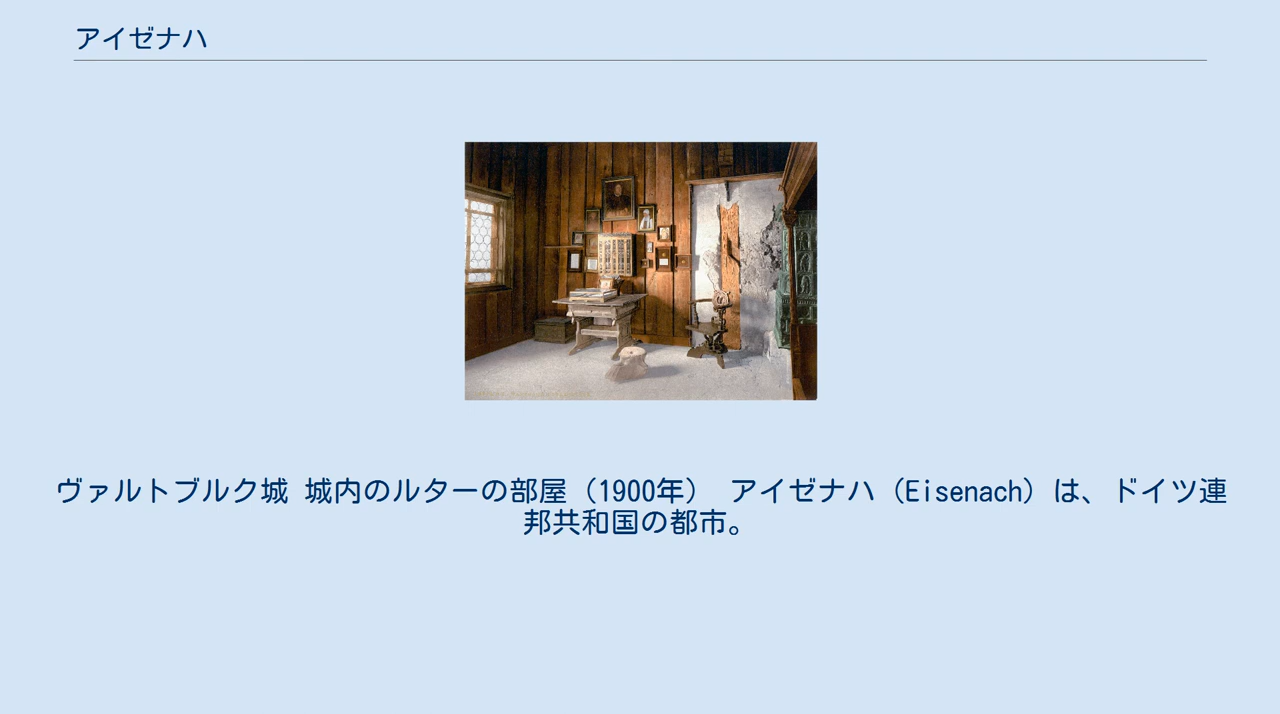 アイゼナハ
ヴァルトブルク城 城内のルターの部屋（1900年） アイゼナハ（Eisenach）は、ドイツ連
邦共和国の都市。